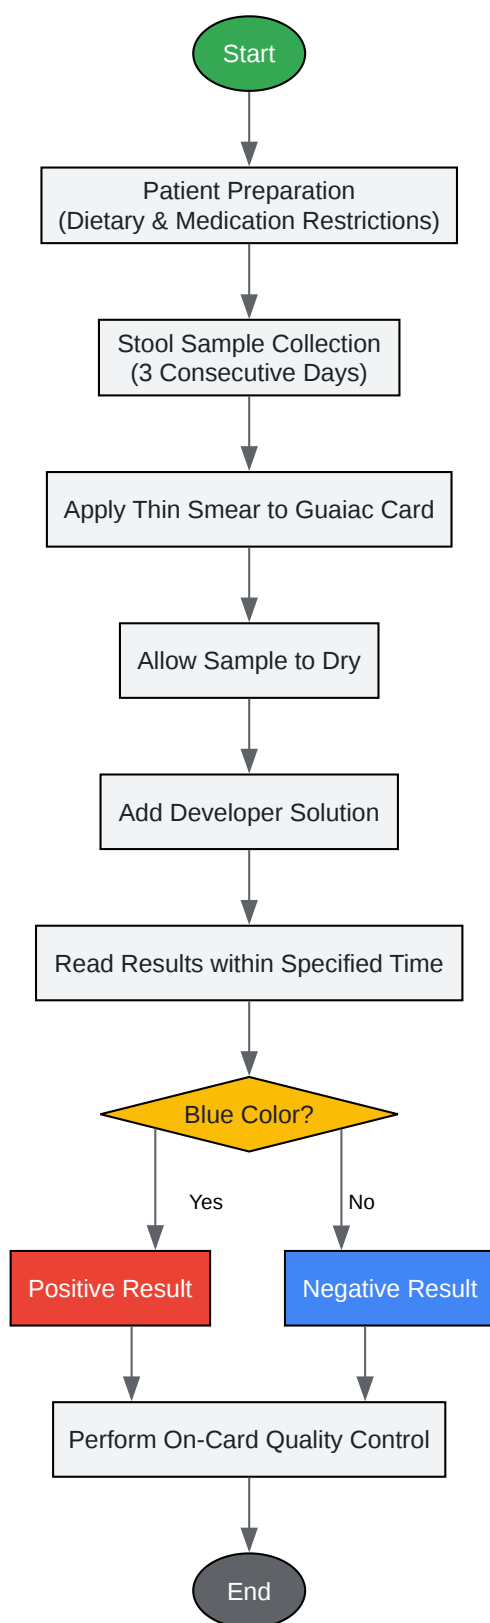 Start
Patient Preparation
(Dietary & Medication Restrictions)
Stool Sample Collection
(3 Consecutive Days)
Apply Thin Smear to Guaiac Card
Allow Sample to Dry
Add Developer Solution
Read Results within Specified Time
Blue Color?
Yes
No
Positive Result
Negative Result
Perform On-Card Quality Control
End